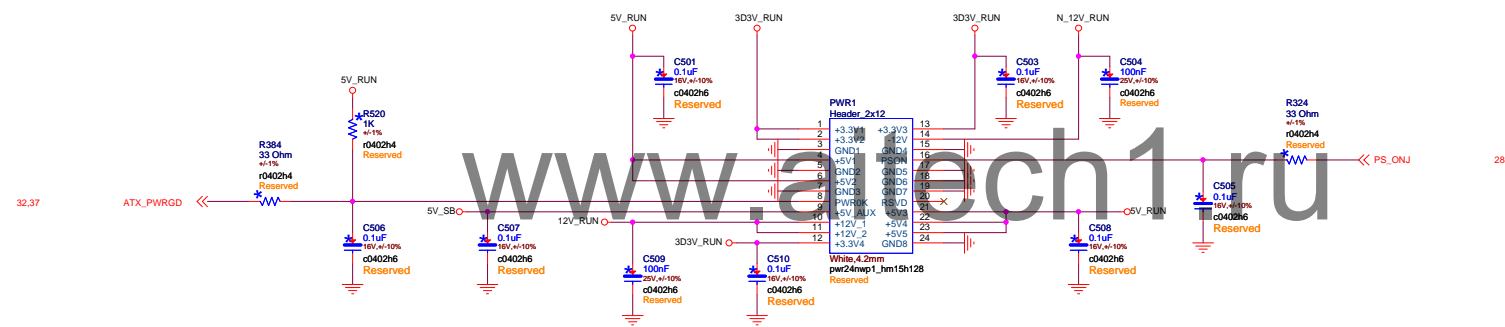 5V_RUN
3D3V_RUN
3D3V_RUN
N_12V_RUN
C501
0.1uF
16V,+/-10%
c0402h6
Reserved
C503
0.1uF
16V,+/-10%
c0402h6
Reserved
C504
100nF
25V,+/-10%
c0402h6
Reserved
5V_RUN
R520
1K
+/-1%
r0402h4
Reserved
R384
33 Ohm
+/-1%
r0402h4
Reserved
R324
33 Ohm
+/-1%
r0402h4
Reserved
PWR1
Header_2x12
1 +3.3V1 +3.3V3 13
2 +3.3V2 -12V 14
3 GND1 GND4 15
4 +5V1 PSON 16
5 GND2 GND5 17
6 +5V2 GND6 18
7 GND3 GND7 19
8 PWR0K RSVD 20
9 +5V_AUX +5V3 21
10 +12V_1 +5V4 22
11 +12V_2 +5V5 23
12 +3.3V4 GND8 24
White,4.2mm
pwr24nwp1_hm15h128
Reserved
www.aitech1.ru
PS_ONJ
28
32,37
ATX_PWRGD
5V_SB
12V_RUN
3D3V_RUN
5V_RUN
C505
0.1uF
16V,+/-10%
c0402h6
Reserved
C506
0.1uF
16V,+/-10%
c0402h6
Reserved
C507
0.1uF
16V,+/-10%
c0402h6
Reserved
C508
0.1uF
16V,+/-10%
c0402h6
Reserved
C509
100nF
25V,+/-10%
c0402h6
Reserved
C510
0.1uF
16V,+/-10%
c0402h6
Reserved